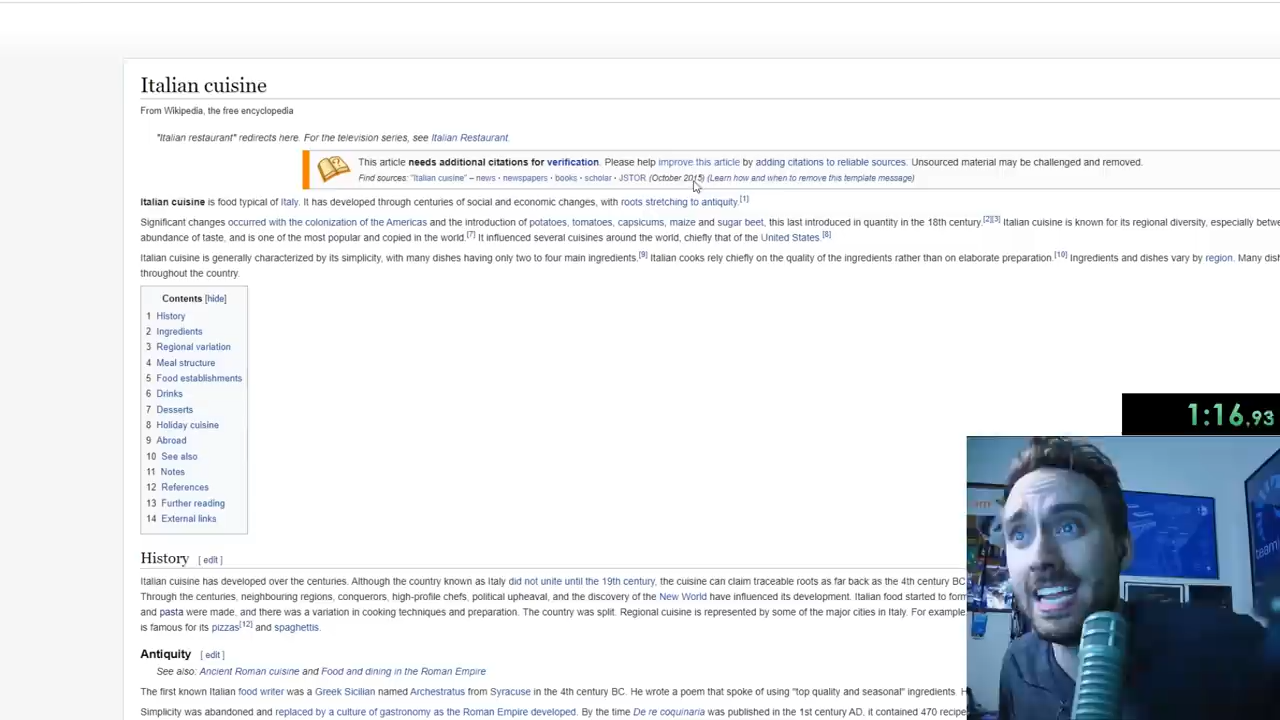 Italian cuisine
From Wikipedia, the free encyclopedia
"Italian restaurant" redirects here. For the television series, see Italian Restaurant.
This article needs additional citations for verification. Please help improve this article by adding citations to reliable sources. Unsourced material may be challenged and removed.
Find sources: "Italian cuisine" – news · newspapers · books · scholar · JSTOR (October 2015) (Learn how and when to remove this template message)
Italian cuisine is food typical of Italy. It has developed through centuries of social and economic changes, with roots stretching to antiquity.[1]
Significant changes occurred with the colonization of the Americas and the introduction of potatoes, tomatoes, capsicums, maize and sugar beet, this last introduced in quantity in the 18th century.[2][3] Italian cuisine is known for its regional diversity, especially
abundance of taste, and is one of the most popular and copied in the world.[7] It influenced several cuisines around the world, chiefly that of the United States.[8]
Italian cuisine is generally characterized by its simplicity, with many dishes having only two to four main ingredients.[9] Italian cooks rely chiefly on the quality of the ingredients rather than on elaborate preparation.[10] Ingredients and dishes vary by region. Many
throughout the country.
Contents [hide]
1 History
2 Ingredients
3 Regional variation
4 Meal structure
5 Food establishments
6 Drinks
7 Desserts
8 Holiday cuisine
9 Abroad
10 See also
11 Notes
12 References
13 Further reading
14 External links
1:16.93
History [ edit ]
Italian cuisine has developed over the centuries. Although the country known as Italy did not unite until the 19th century, the cuisine can claim traceable roots as far back as the 4th century BC
Through the centuries, neighbouring regions, conquerors, high-profile chefs, political upheaval, and the discovery of the New World have influenced its development. Italian food started to form
and pasta were made, and there was a variation in cooking techniques and preparation. The country was split. Regional cuisine is represented by some of the major cities in Italy. For example
is famous for its pizzas[12] and spaghettis.
Antiquity [ edit ]
See also: Ancient Roman cuisine and Food and dining in the Roman Empire
The first known Italian food writer was a Greek Sicilian named Archestratus from Syracuse in the 4th century BC. He wrote a poem that spoke of using "top quality and seasonal" ingredients.
Simplicity was abandoned and replaced by a culture of gastronomy as the Roman Empire developed. By the time De re coquinaria was published in the 1st century AD, it contained 470